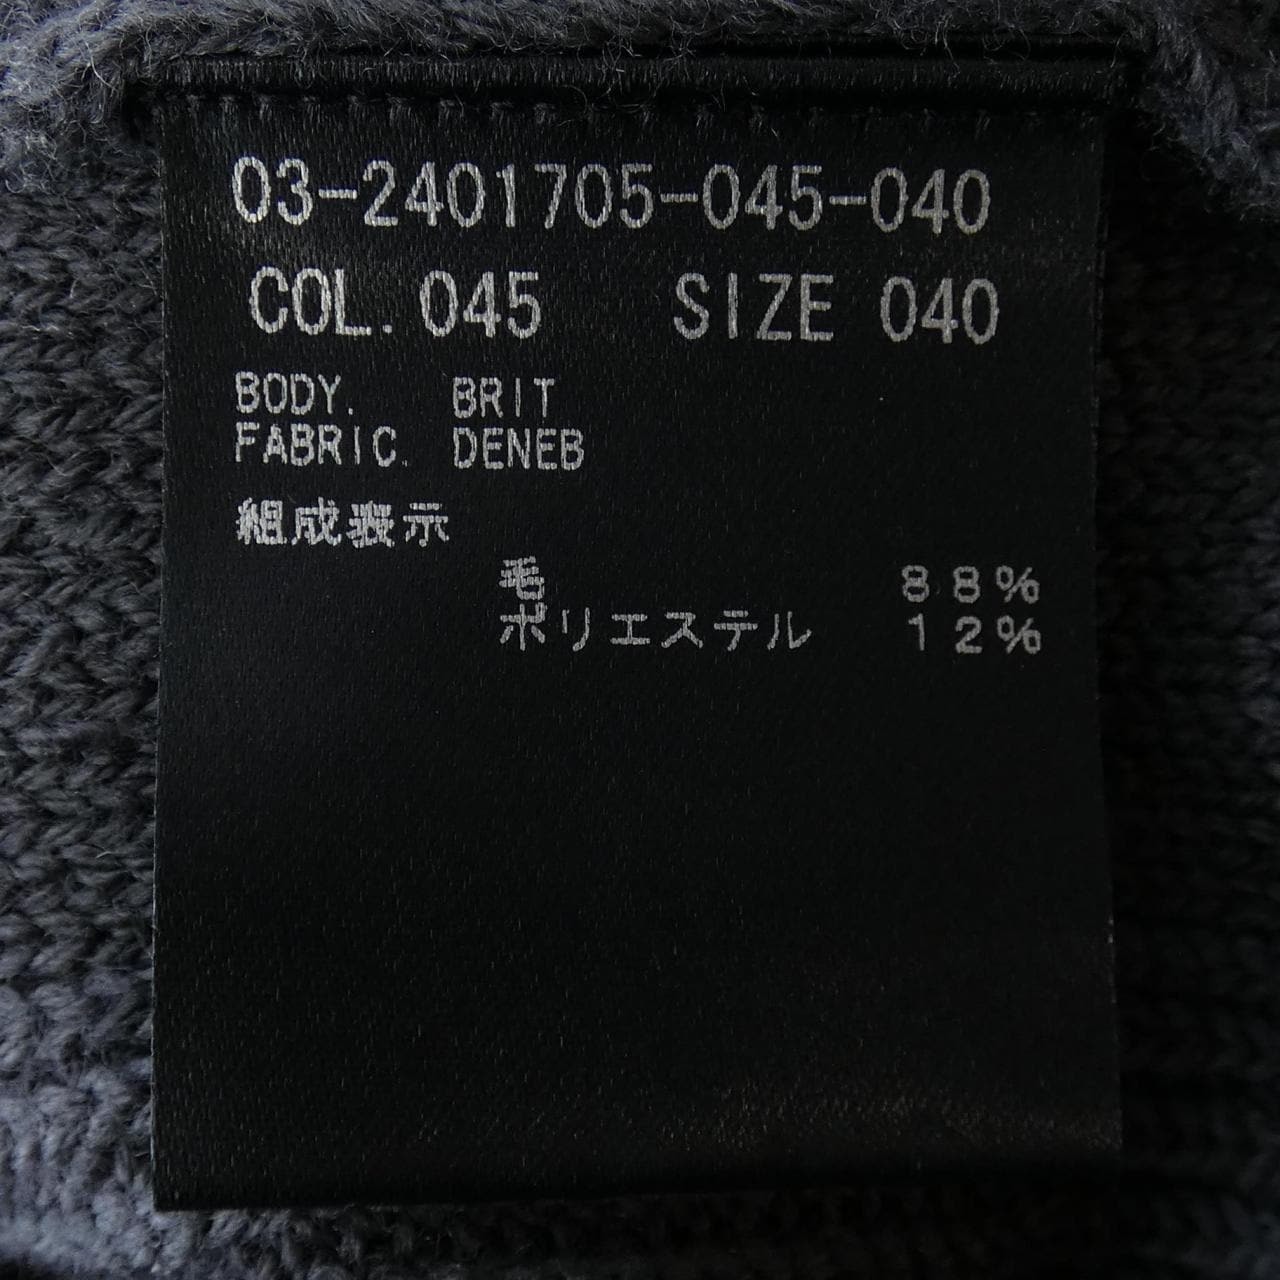 03-2401705-045-040
COL. 045 SIZE 040
BODY. BRIT
FABRIC. DENEB
組成表示
毛 88%
ポリエステル 12%